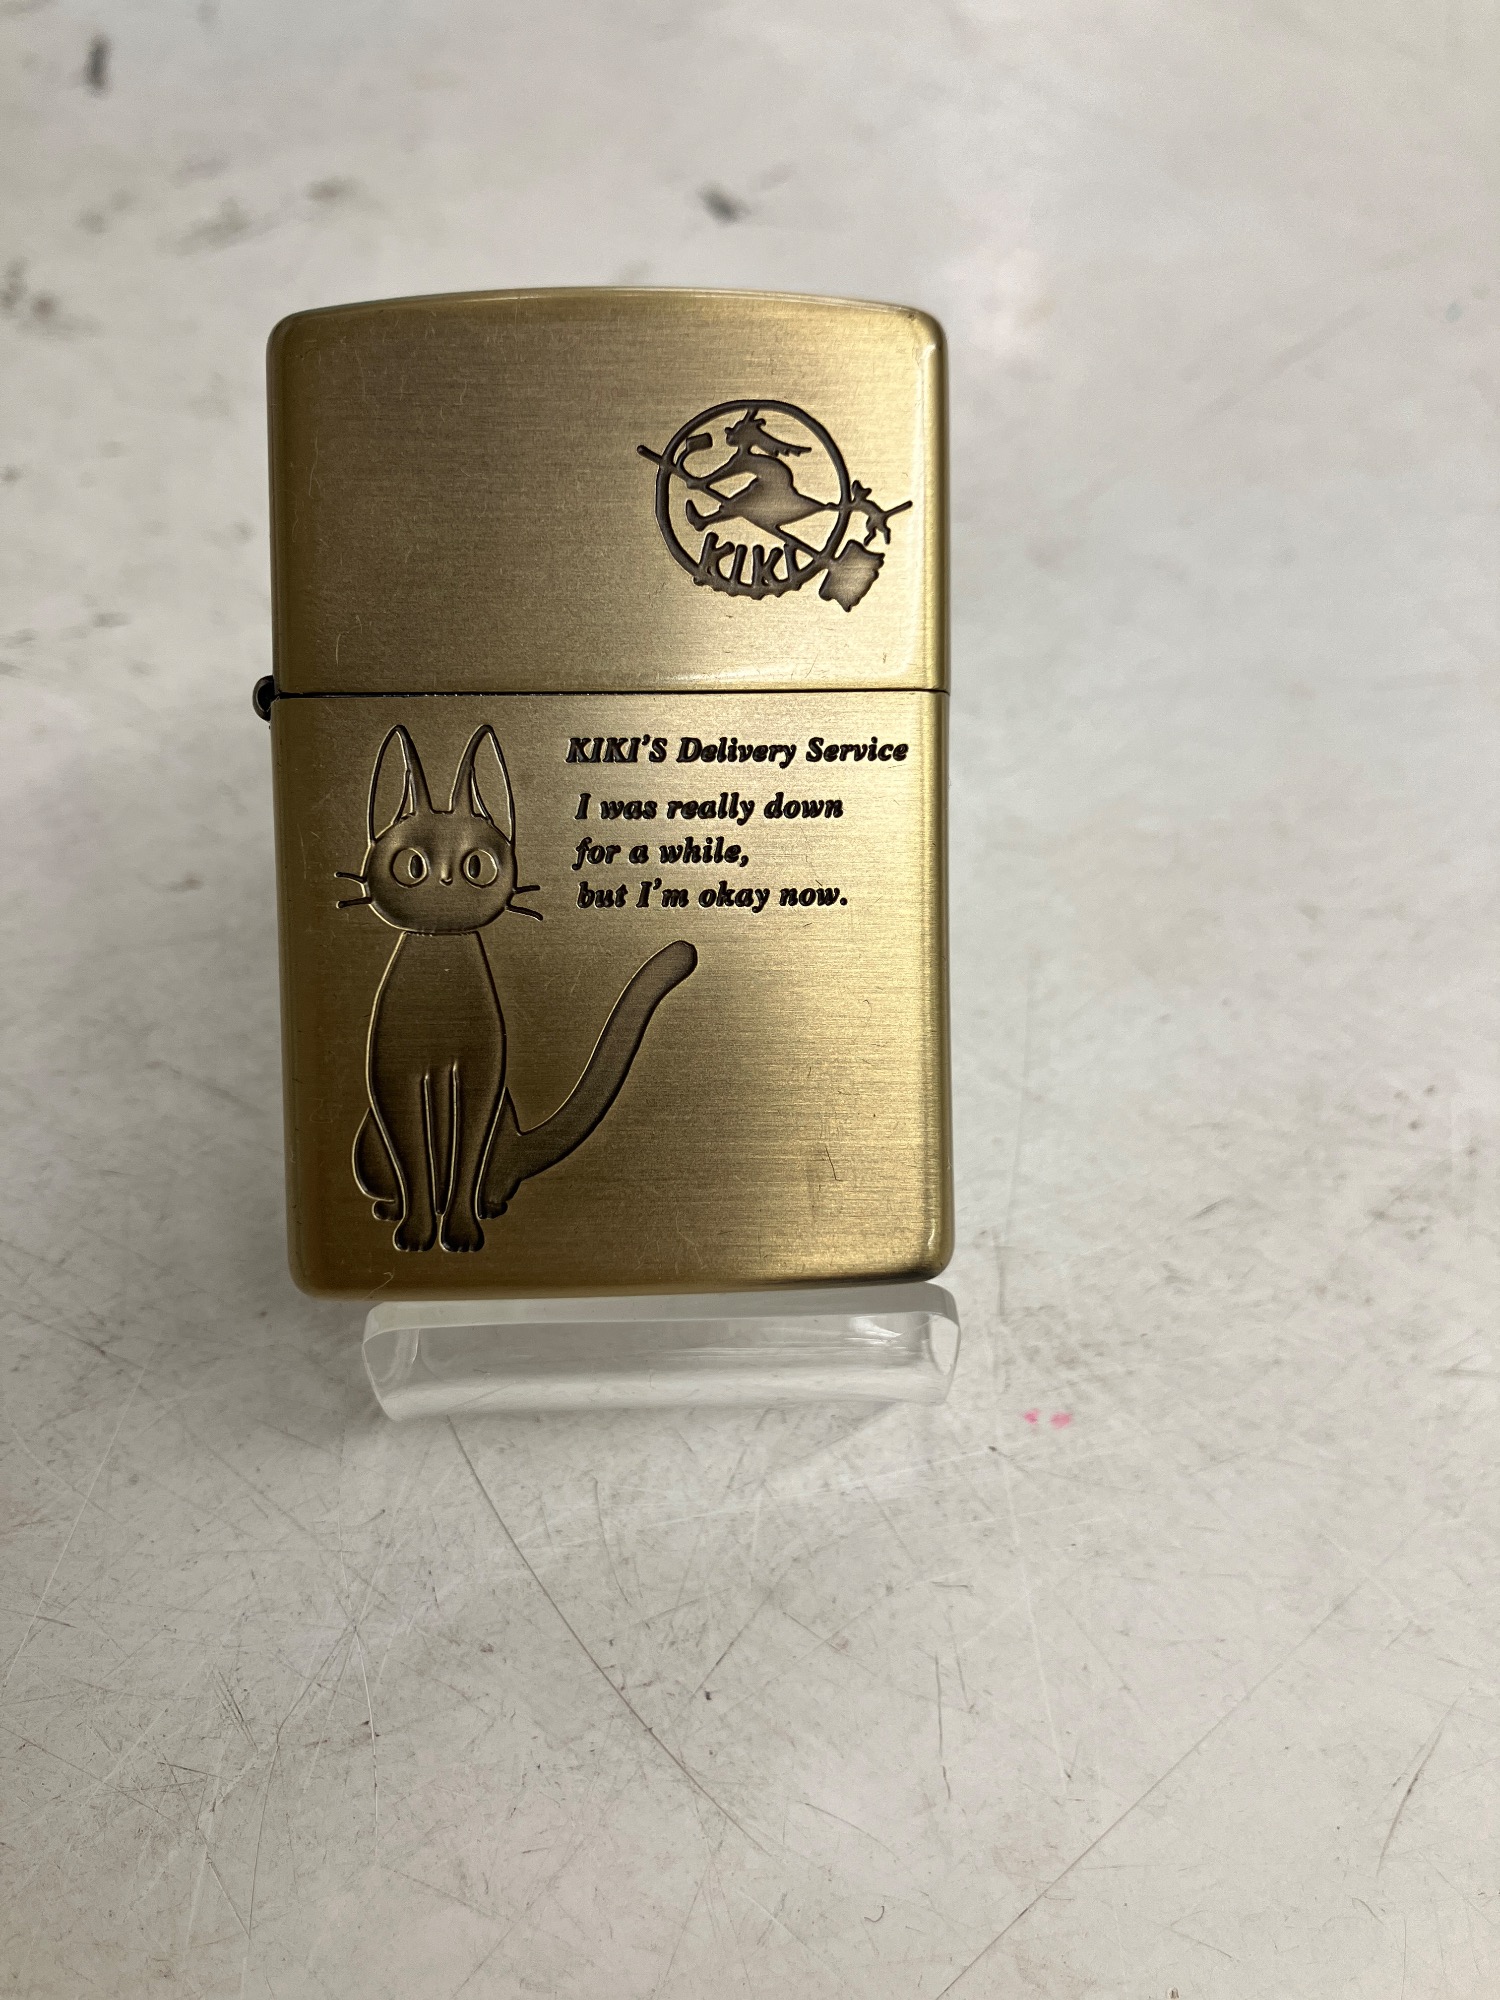 KIKI
KIKI'S Delivery Service
I was really down
for a while,
but I'm okay now.